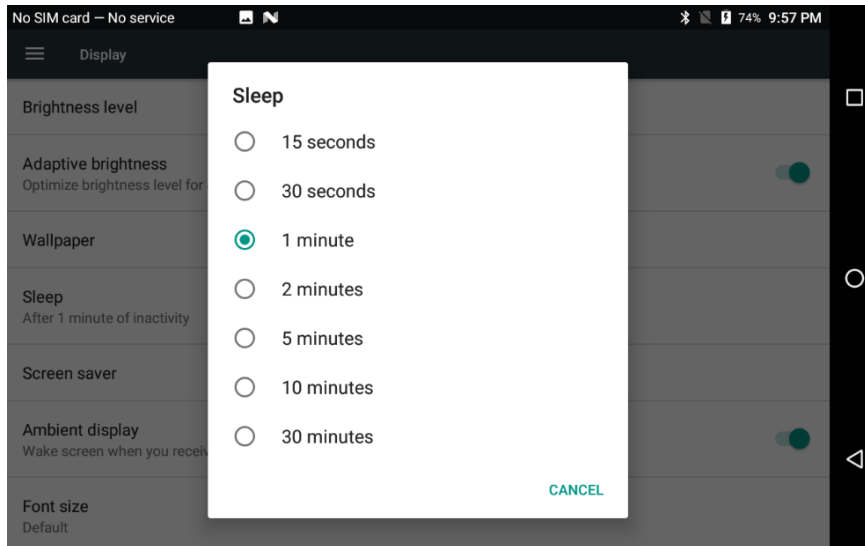 No SIM card — No service 74% 9:57 PM
Display
Sleep
15 seconds
30 seconds
1 minute
2 minutes
5 minutes
10 minutes
30 minutes
CANCEL
Brightness level
Adaptive brightness
Optimize brightness level for
Wallpaper
Sleep
After 1 minute of inactivity
Screen saver
Ambient display
Wake screen when you
Font size
Default